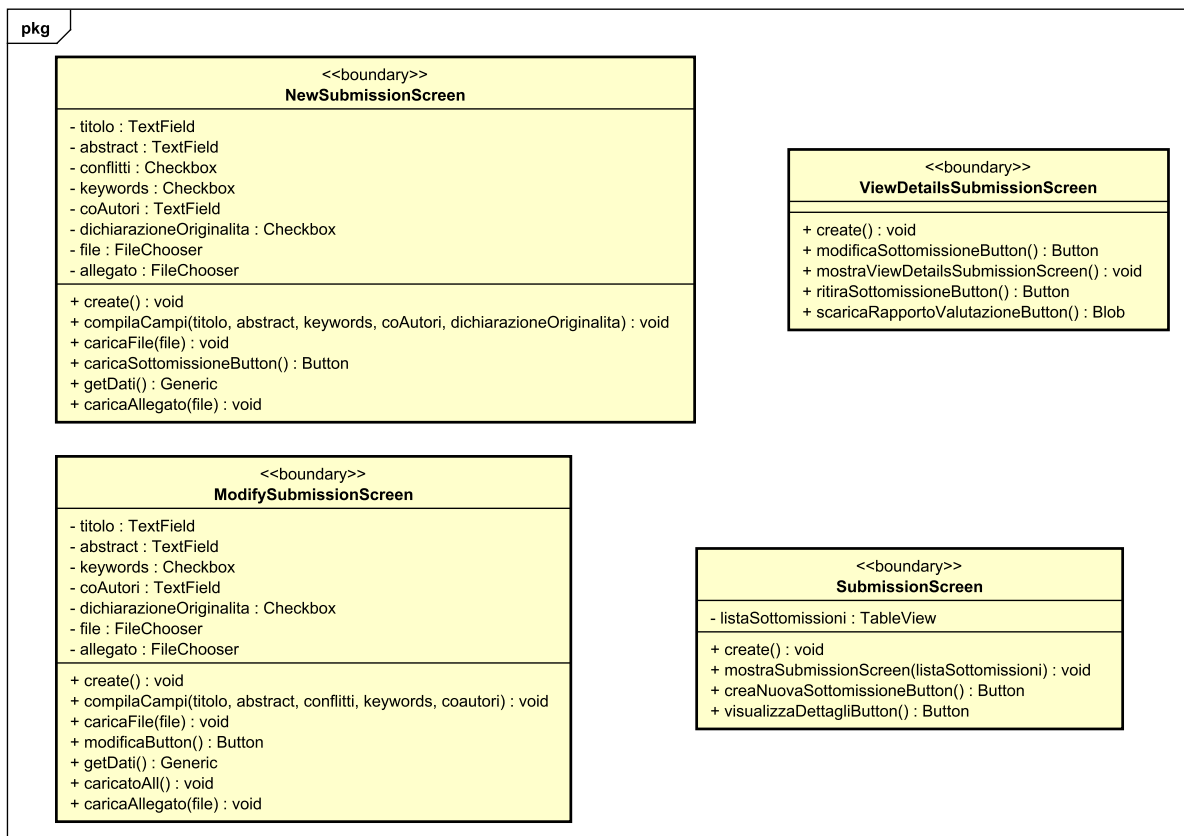 pkg
<<boundary>>
NewSubmissionScreen
- titolo : TextField
- abstract : TextField
- conflitti : Checkbox
- keywords : Checkbox
- coAutori : TextField
- dichiarazioneOriginalita : Checkbox
- file : FileChooser
- allegato : FileChooser
+ create() : void
+ compilaCampi(titolo, abstract, keywords, coAutori, dichiarazioneOriginalita) : void
+ caricaFile(file) : void
+ caricaSottomissioneButton() : Button
+ getDati() : Generic
+ caricaAllegato(file) : void
<<boundary>>
ViewDetailsSubmissionScreen
+ create() : void
+ modificaSottomissioneButton() : Button
+ mostraViewDetailsSubmissionScreen() : void
+ ritiraSottomissioneButton() : Button
+ scaricaRapportoValutazioneButton() : Blob
<<boundary>>
ModifySubmissionScreen
- titolo : TextField
- abstract : TextField
- keywords : Checkbox
- coAutori : TextField
- dichiarazioneOriginalita : Checkbox
- file : FileChooser
- allegato : FileChooser
+ create() : void
+ compilaCampi(titolo, abstract, conflitti, keywords, coautori) : void
+ caricaFile(file) : void
+ modificaButton() : Button
+ getDati() : Generic
+ caricatoAll() : void
+ caricaAllegato(file) : void
<<boundary>>
SubmissionScreen
- listaSottomissioni : TableView
+ create() : void
+ mostraSubmissionScreen(listaSottomissioni) : void
+ creaNuovaSottomissioneButton() : Button
+ visualizzaDettagliButton() : Button